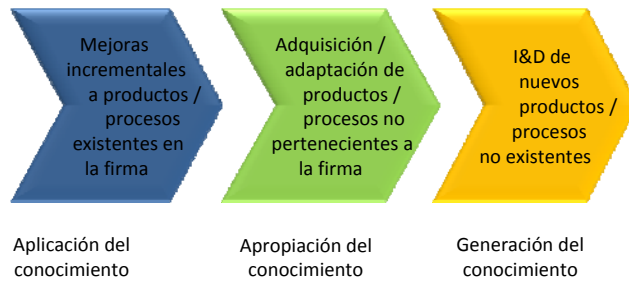 Mejoras
incrementales
a productos /
procesos
existentes en
la firma
Adquisición /
adaptación de
productos /
procesos no
pertenecientes a
la firma
I&D de
nuevos
productos /
procesos
no existentes
Aplicación del
conocimiento
Apropiación del
conocimiento
Generación del
conocimiento